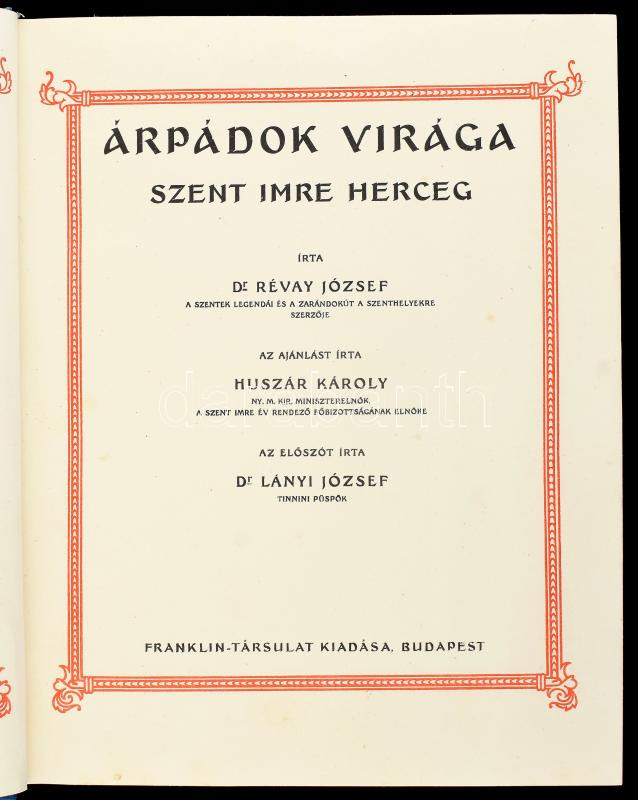 ÁRPÁDOK VIRÁGA
SZENT IMRE HERCEG
ÍRTA
Dr RÉVAY JÓZSEF
A SZENTEK LEGENDÁI ÉS A ZARÁNDOKÚT A SZENTHELYEKRE
SZERZŐJE
AZ AJÁNLÁST ÍRTA
HUSZÁR KÁROLY
NY. M. KIR. MINISZTERELNÖK,
A SZENT IMRE ÉV RENDEZŐ FŐBIZOTTSÁGÁNAK ELNÖKE
darabanth
AZ ELŐSZÓT ÍRTA
Dr LÁNYI JÓZSEF
TINNINI PÜSPÖK
FRANKLIN-TÁRSULAT KIADÁSA, BUDAPEST